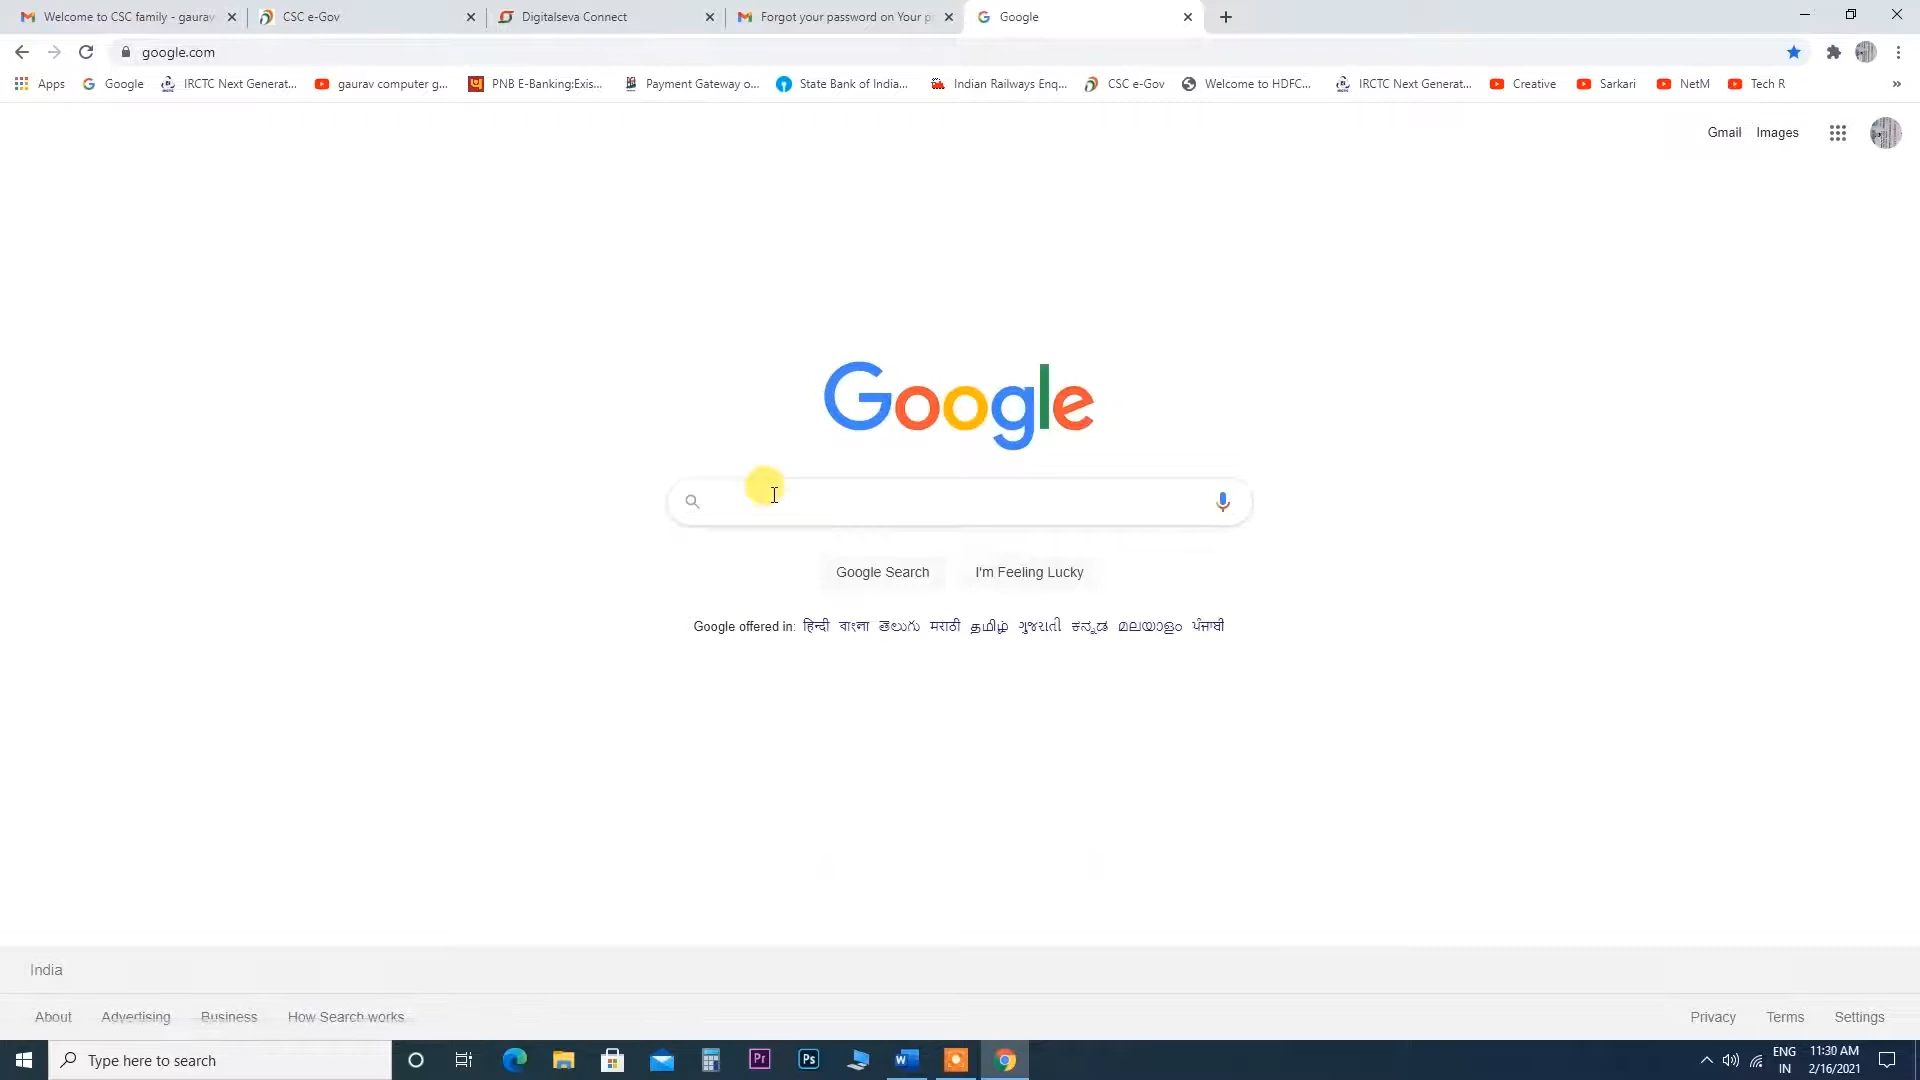 Welcome to CSC family - gaurav
CSC e-Gov
Digitalseva Connect
Forgot your password on Your p
Google
google.com
Apps Google IRCTC Next Generat... gaurav computer g... PNB E-Banking:Exis... Payment Gateway o... State Bank of India... Indian Railways Enq... CSC e-Gov Welcome to HDFC... IRCTC Next Generat... Creative Sarkari NetM Tech R »
Gmail Images
Google
Google Search I'm Feeling Lucky
Google offered in: हिन्दी বাংলা తెలుగు मराठी தமிழ் ગુજરાતી ಕನ್ನಡ മലയാളം ਪੰਜਾਬੀ
India
About Advertising Business How Search works
Privacy Terms Settings
Type here to search
Pr
Ps
W
ENG
IN
11:30 AM
2/16/2021